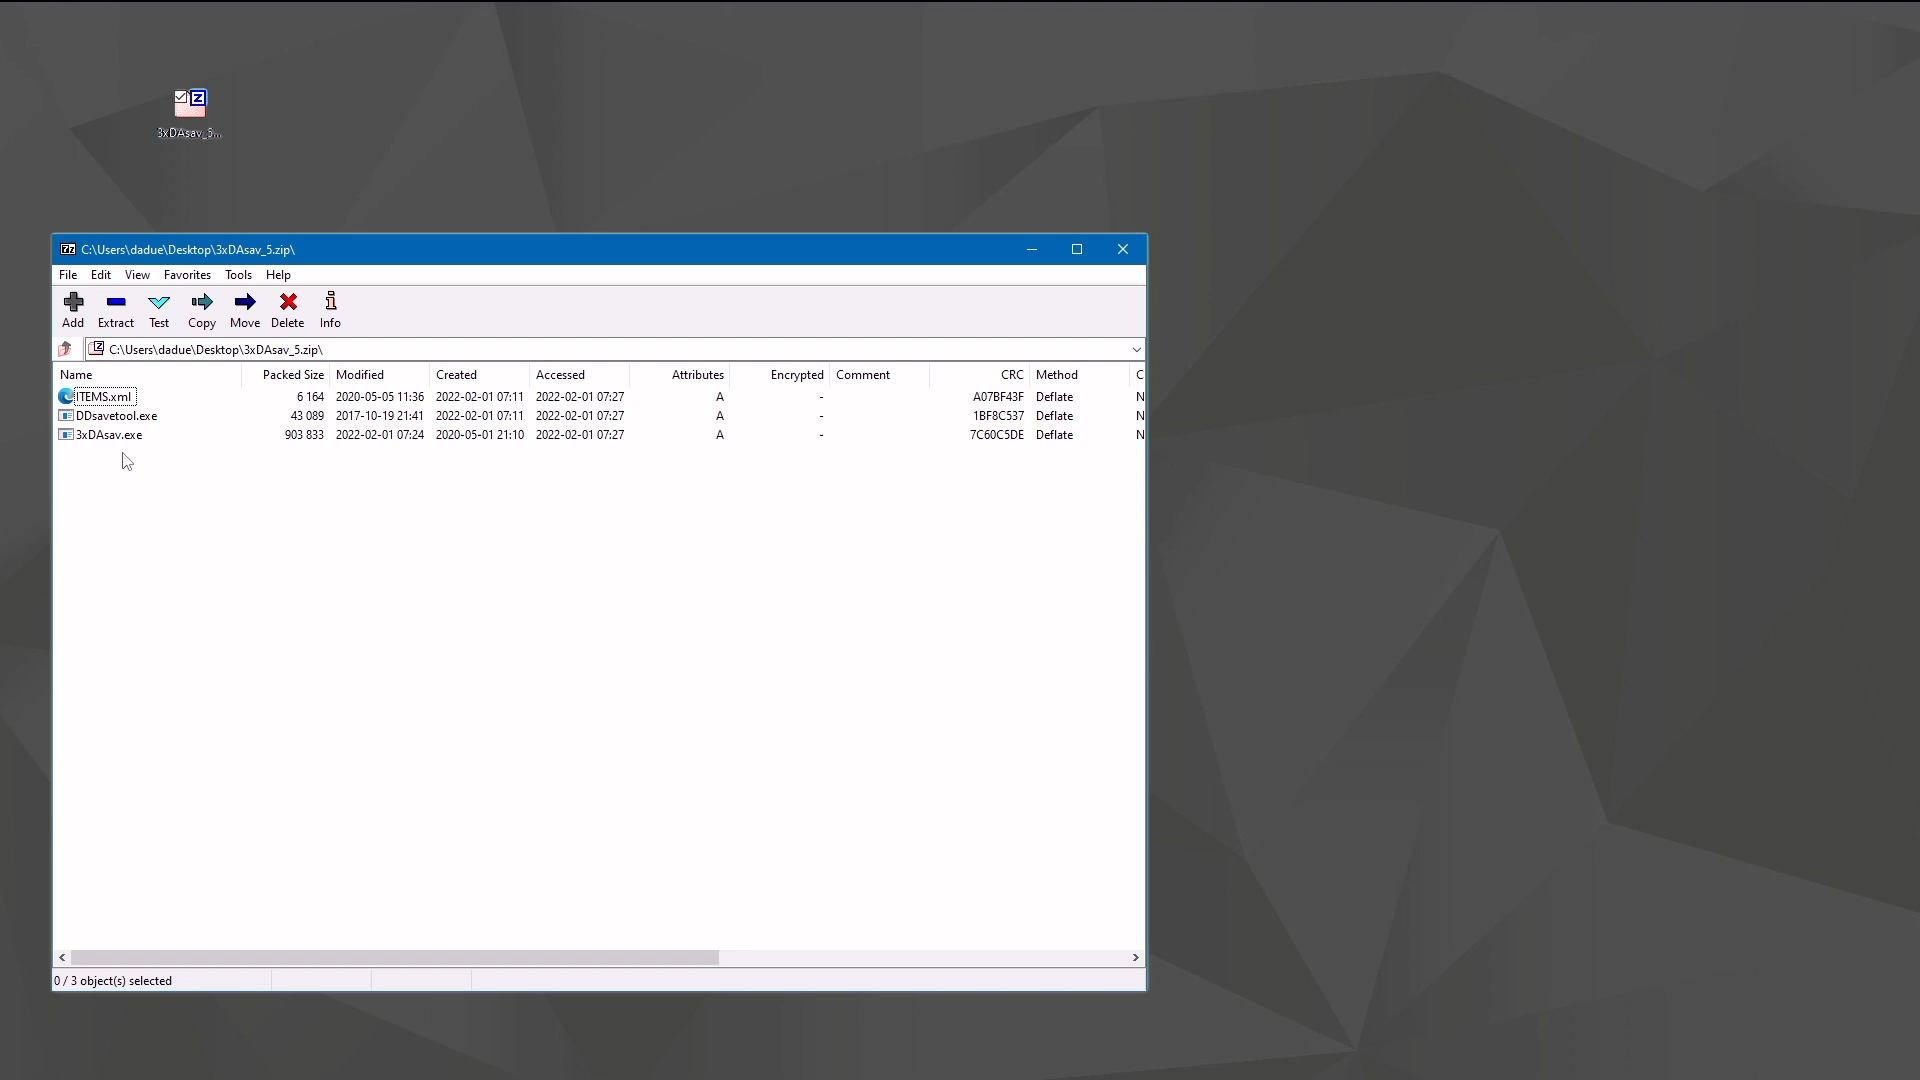 3xDAsav_5...
C:\Users\dadue\Desktop\3xDAsav_5.zip\
File Edit View Favorites Tools Help
Add Extract Test Copy Move Delete Info
C:\Users\dadue\Desktop\3xDAsav_5.zip\
Name Packed Size Modified Created Accessed Attributes Encrypted Comment CRC Method C
ITEMS.xml 6 164 2020-05-05 11:36 2022-02-01 07:11 2022-02-01 07:27 A - A07BF43F Deflate N
DDsavetool.exe 43 089 2017-10-19 21:41 2022-02-01 07:11 2022-02-01 07:27 A - 1BF8C537 Deflate N
3xDAsav.exe 903 833 2022-02-01 07:24 2020-05-01 21:10 2022-02-01 07:27 A - 7C60C5DE Deflate N
0 / 3 object(s) selected